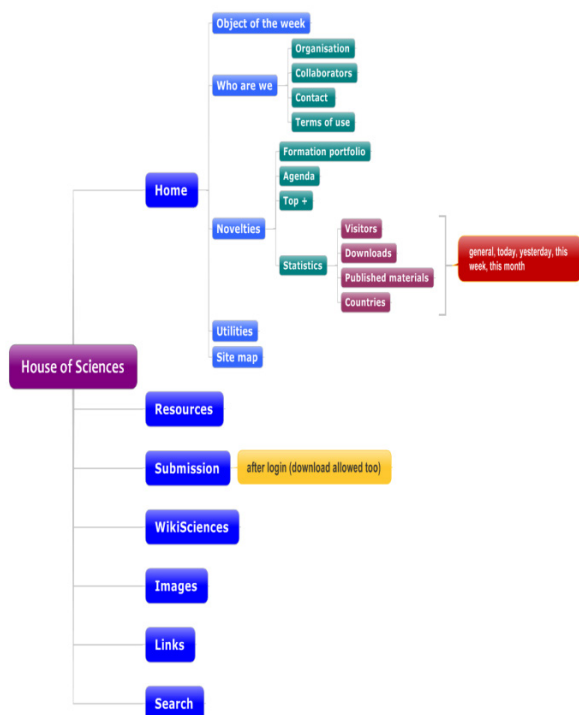 Object of the week
Organisation
Collaborators
Who are we
Contact
Terms of use
Formation portfolio
Home
Agenda
Top +
Novelties
Visitors
Downloads
general, today, yesterday, this
week, this month
Statistics
Published materials
Countries
Utilities
Site map
House of Sciences
Resources
Submission
after login (download allowed too)
WikiSciences
Images
Links
Search